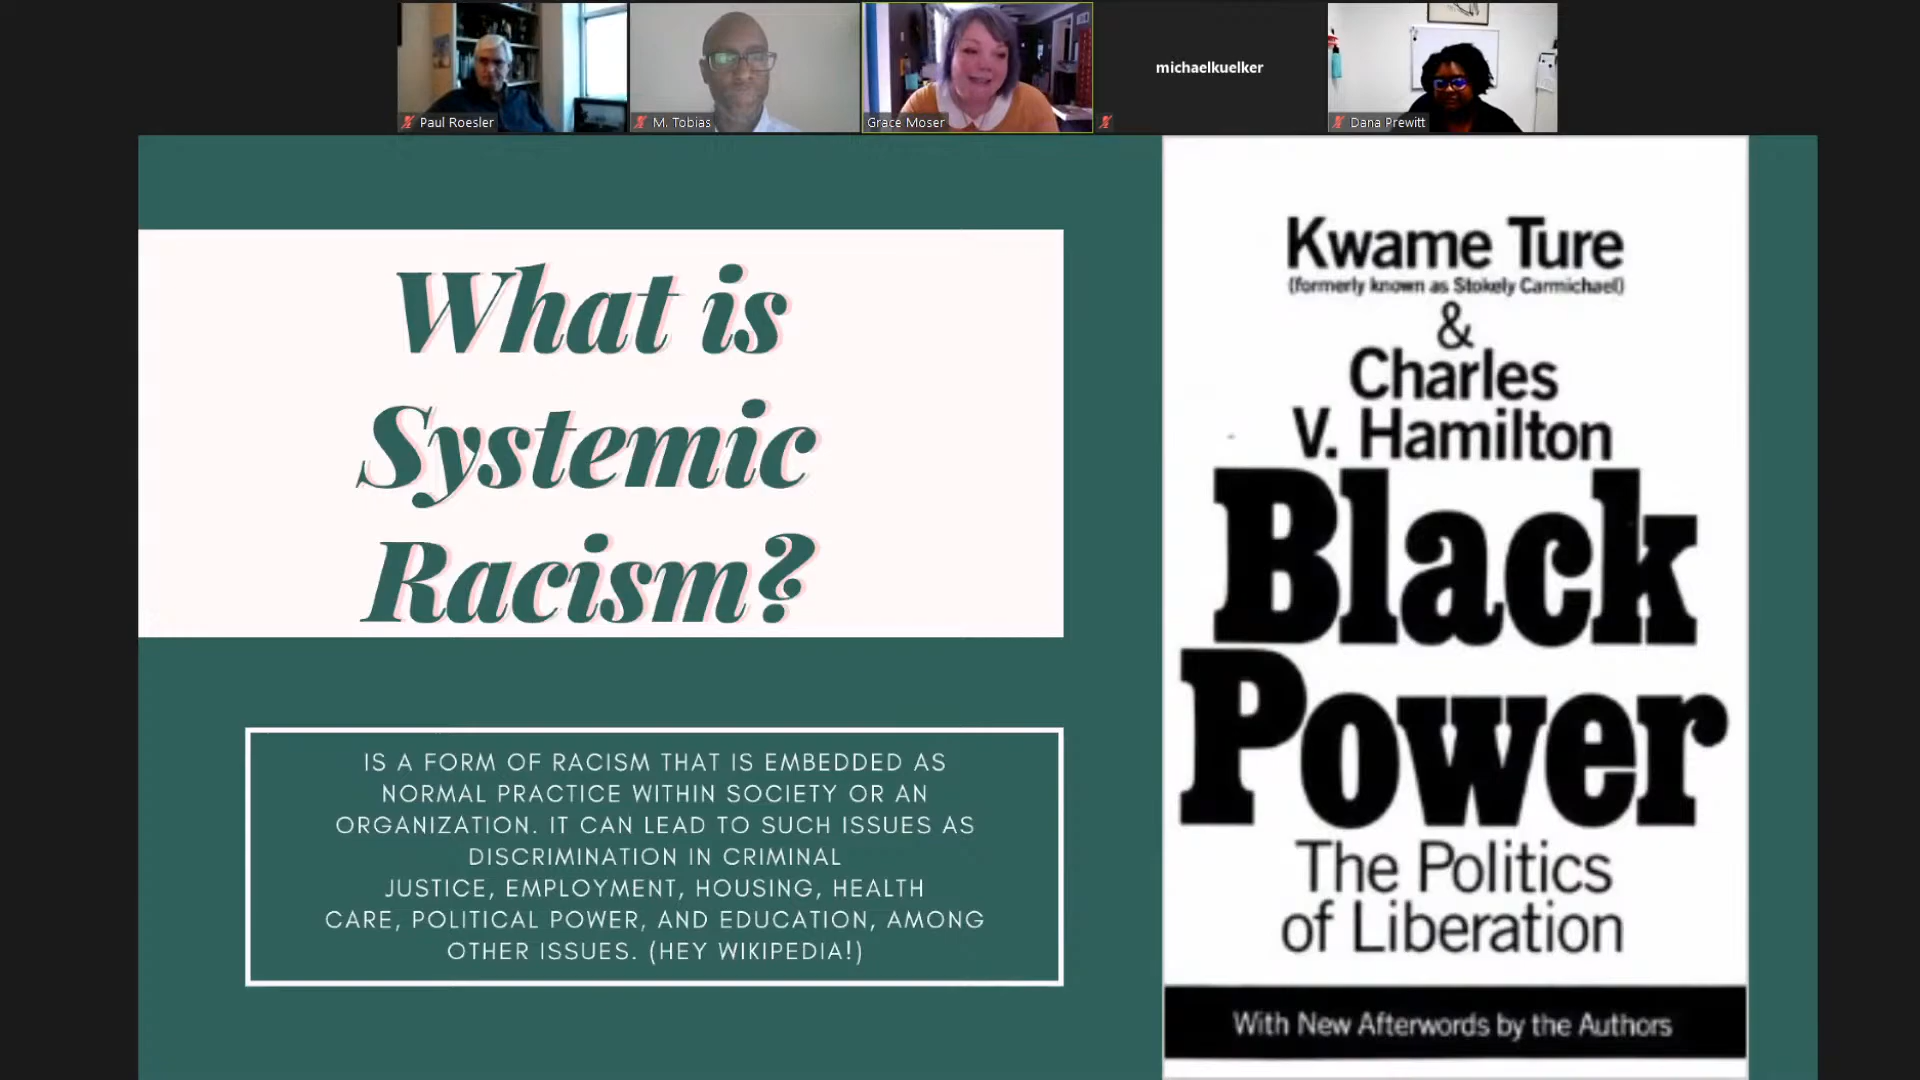 Paul Roesler
M. Tobias
Grace Moser
michaelkuelker
Dana Prewitt
What is
Systemic
Racism?
IS A FORM OF RACISM THAT IS EMBEDDED AS
NORMAL PRACTICE WITHIN SOCIETY OR AN
ORGANIZATION. IT CAN LEAD TO SUCH ISSUES AS
DISCRIMINATION IN CRIMINAL
JUSTICE, EMPLOYMENT, HOUSING, HEALTH
CARE, POLITICAL POWER, AND EDUCATION, AMONG
OTHER ISSUES. (HEY WIKIPEDIA!)
Kwame Ture
(formerly known as Stokely Carmichael)
&
Charles
V. Hamilton
Black
Power
The Politics
of Liberation
With New Afterwords by the Authors